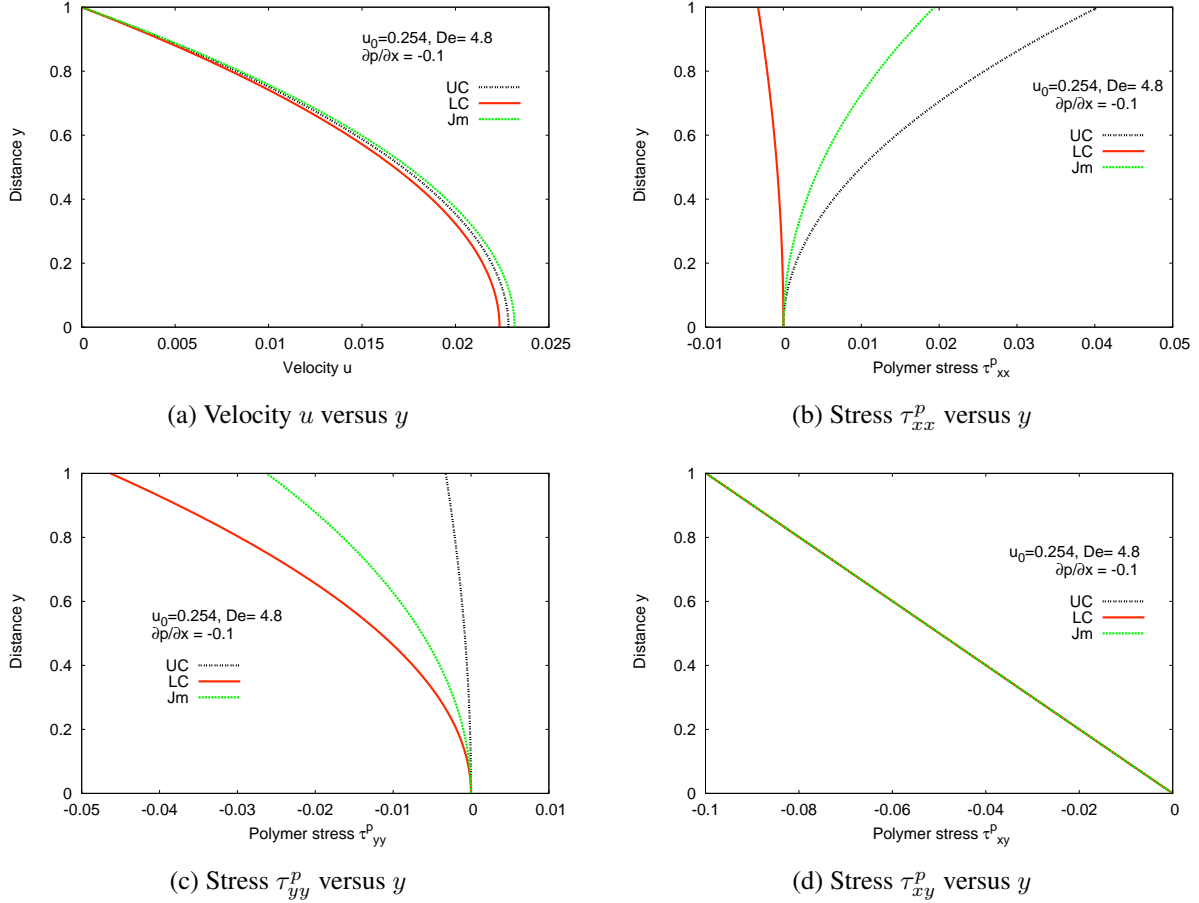 u0=0.254, De= 4.8
∂p/∂x = -0.1
UC
LC
Jm
Distance y
1
0.8
0.6
0.4
0.2
0
0 0.005 0.01 0.015 0.02 0.025
Velocity u
(a) Velocity u versus y
u0=0.254, De= 4.8
∂p/∂x = -0.1
UC
LC
Jm
Distance y
1
0.8
0.6
0.4
0.2
0
-0.01 0 0.01 0.02 0.03 0.04 0.05
Polymer stress τ^p_xx
(b) Stress τ^p_xx versus y
u0=0.254, De= 4.8
∂p/∂x = -0.1
UC
LC
Jm
Distance y
1
0.8
0.6
0.4
0.2
0
-0.05 -0.04 -0.03 -0.02 -0.01 0 0.01
Polymer stress τ^p_yy
(c) Stress τ^p_yy versus y
u0=0.254, De= 4.8
∂p/∂x = -0.1
UC
LC
Jm
Distance y
1
0.8
0.6
0.4
0.2
0
-0.1 -0.08 -0.06 -0.04 -0.02 0
Polymer stress τ^p_xy
(d) Stress τ^p_xy versus y